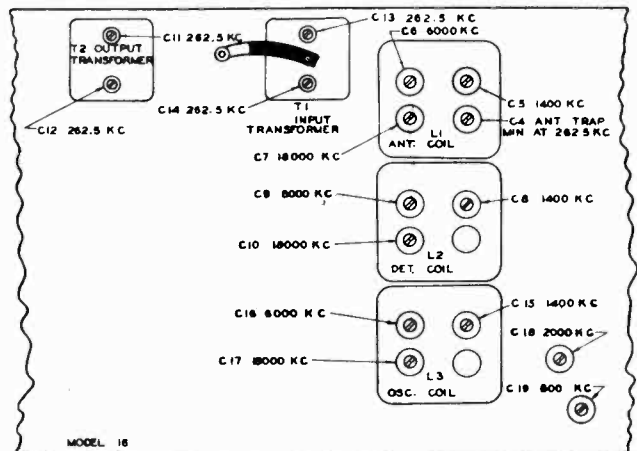 C13 262.5 KC
C6 6000 KC
C11 262.5 KC
T2 OUTPUT
TRANSFORMER
C5 1400 KC
C14 262.5 KC
T1
INPUT
TRANSFORMER
C12 262.5 KC
C4 ANT TRAP
MIN AT 262.5 KC
L1
ANT. COIL
C7 18000 KC
C9 6000 KC
C8 1400 KC
C10 18000 KC
L2
DET. COIL
C16 6000 KC
C15 1400 KC
C18 2000 KC
C17 18000 KC
L3
OSC. COIL
C19 600 KC
MODEL 16